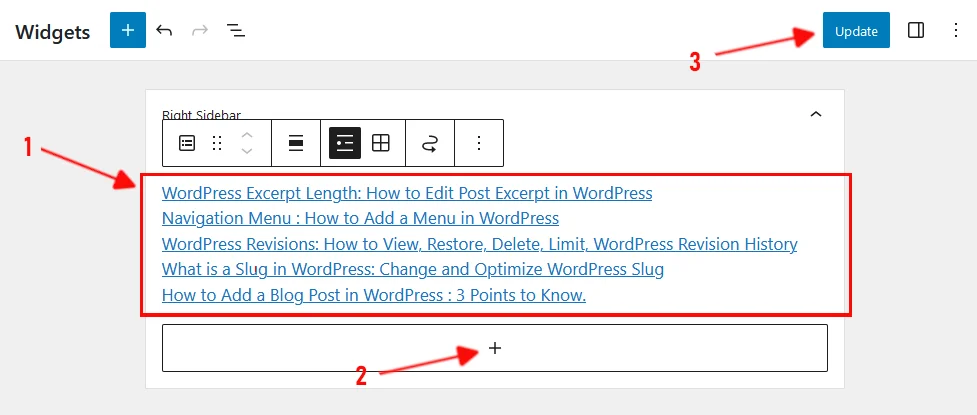 Widgets
Update
3
Right Sidebar
1
WordPress Excerpt Length: How to Edit Post Excerpt in WordPress
Navigation Menu : How to Add a Menu in WordPress
WordPress Revisions: How to View, Restore, Delete, Limit, WordPress Revision History
What is a Slug in WordPress: Change and Optimize WordPress Slug
How to Add a Blog Post in WordPress : 3 Points to Know.
2